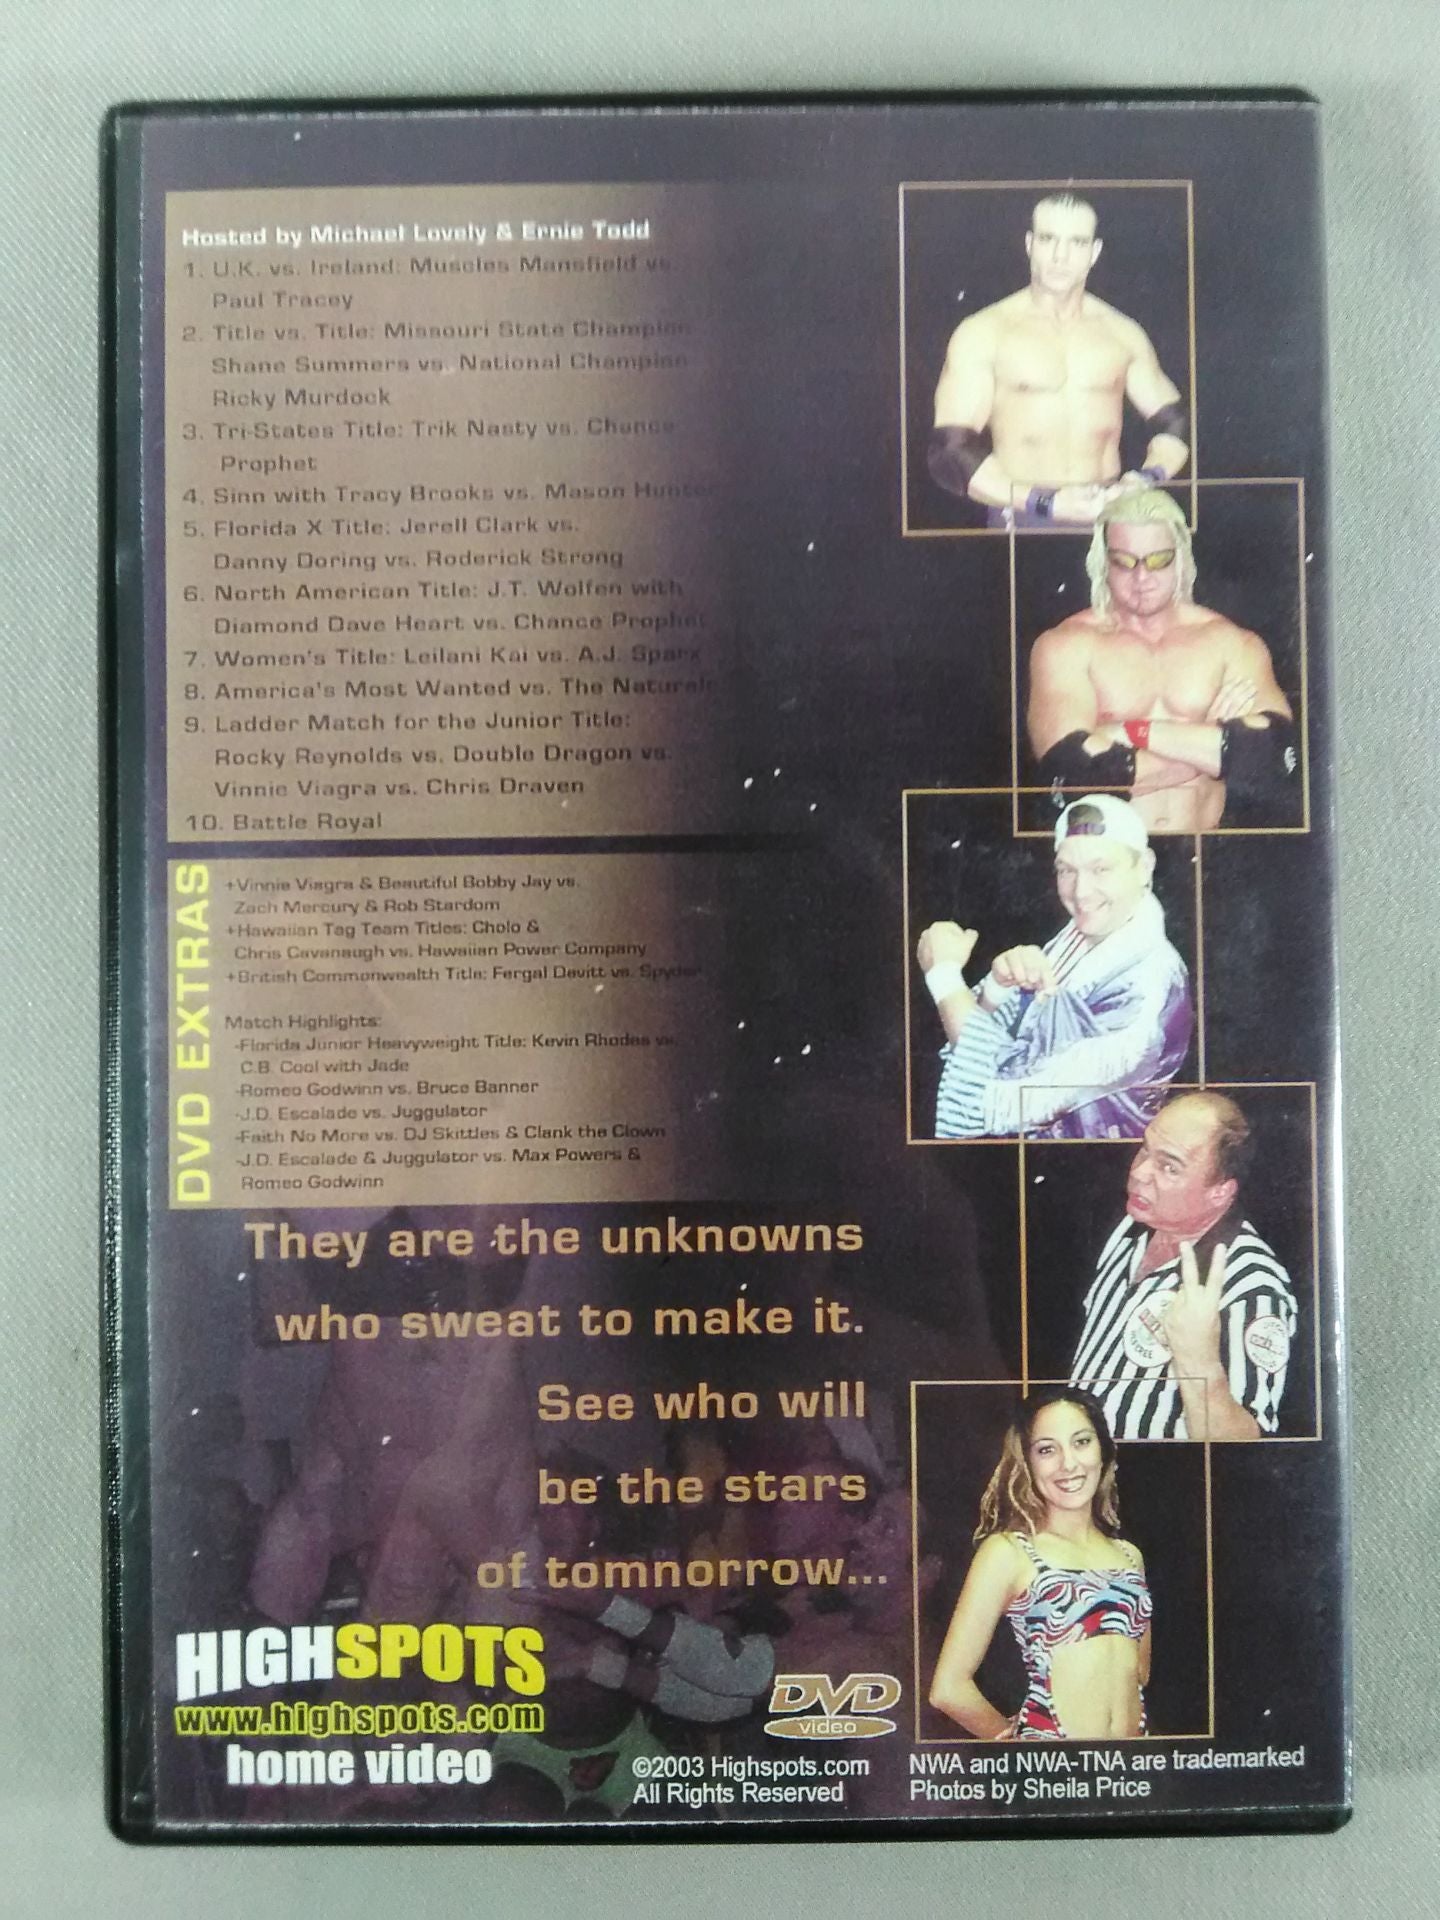 Hosted by Michael Lovely & Ernie Todd
1. U.K. vs. Ireland: Muscles Mansfield vs.
Paul Tracey
2. Title vs. Title: Missouri State Champion
Shane Summers vs. National Champion
Ricky Murdock
3. Tri-States Title: Trik Nasty vs. Chance
Prophet
4. Sinn with Tracy Brooks vs. Mason Hunter
5. Florida X Title: Jerell Clark vs.
Danny Doring vs. Roderick Strong
6. North American Title: J.T. Wolfen with
Diamond Dave Heart vs. Chance Prophet
7. Women's Title: Leilani Kai vs. A.J. Sparx
8. America's Most Wanted vs. The Naturals
9. Ladder Match for the Junior Title:
Rocky Reynolds vs. Double Dragon vs.
Vinnie Viagra vs. Chris Draven
10. Battle Royal
DVD EXTRAS
+Vinnie Viagra & Beautiful Bobby Jay vs.
Zach Mercury & Rob Stardom
+Hawaiian Tag Team Titles: Cholo &
Chris Cavanaugh vs. Hawaiian Power Company
+British Commonwealth Title: Fergal Devitt vs. Spyder
Match Highlights:
-Florida Junior Heavyweight Title: Kevin Rhodes vs.
C.B. Cool with Jade
-Romeo Godwinn vs. Bruce Banner
-J.D. Escalade vs. Juggulator
-Faith No More vs. DJ Skittles & Clank the Clown
-J.D. Escalade & Juggulator vs. Max Powers &
Romeo Godwinn
They are the unknowns
who sweat to make it.
See who will
be the stars
of tomnorrow...
HIGHSPOTS
www.highspots.com
home video
DVD
video
©2003 Highspots.com
All Rights Reserved
NWA and NWA-TNA are trademarked
Photos by Sheila Price